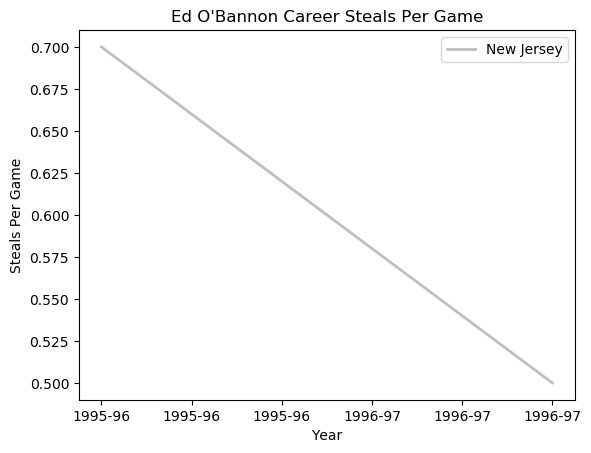 Ed O'Bannon Career Steals Per Game
New Jersey
Steals Per Game
0.700
0.675
0.650
0.625
0.600
0.575
0.550
0.525
0.500
1995-96 1995-96 1995-96 1996-97 1996-97 1996-97
Year